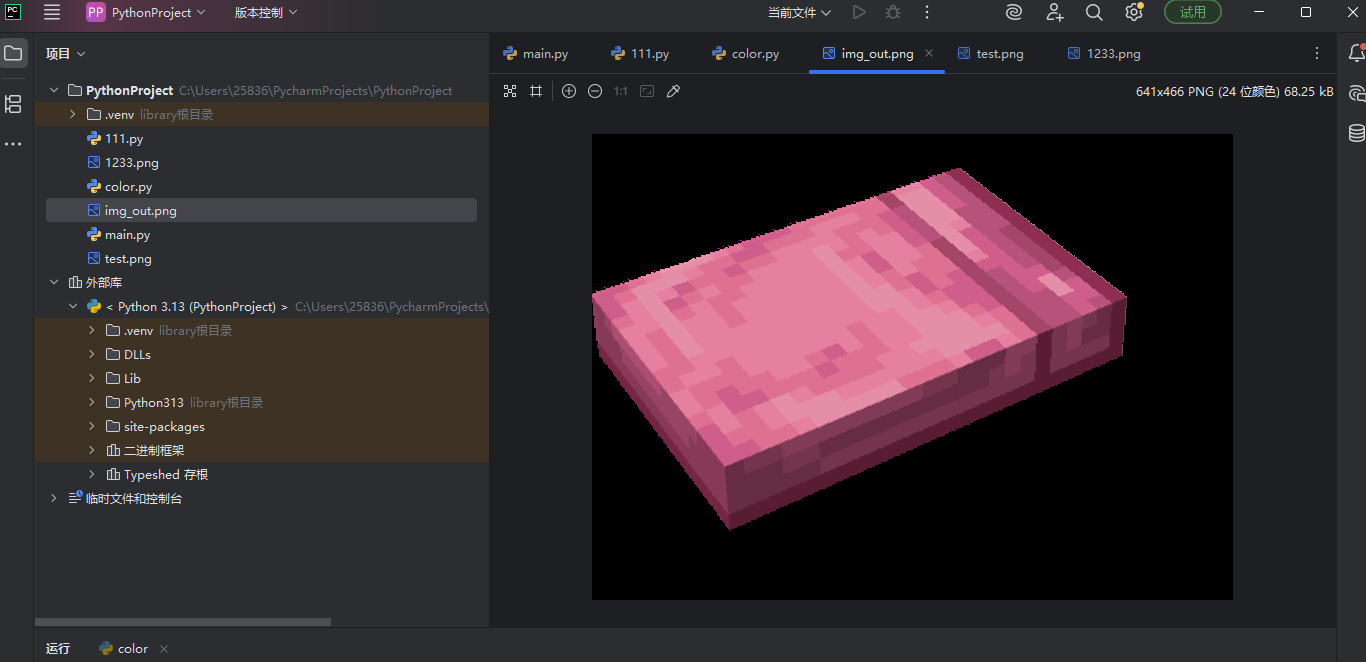 PC
PP PythonProject 版本控制 当前文件 试用
项目
main.py 111.py color.py img_out.png test.png 1233.png
1:1 641x466 PNG (24 位颜色) 68.25 kB
PythonProject C:\Users\25836\PycharmProjects\PythonProject
.venv library根目录
111.py
1233.png
color.py
img_out.png
main.py
test.png
外部库
< Python 3.13 (PythonProject) > C:\Users\25836\PycharmProjects\
.venv library根目录
DLLs
Lib
Python313 library根目录
site-packages
二进制框架
Typeshed 存根
临时文件和控制台
运行 color